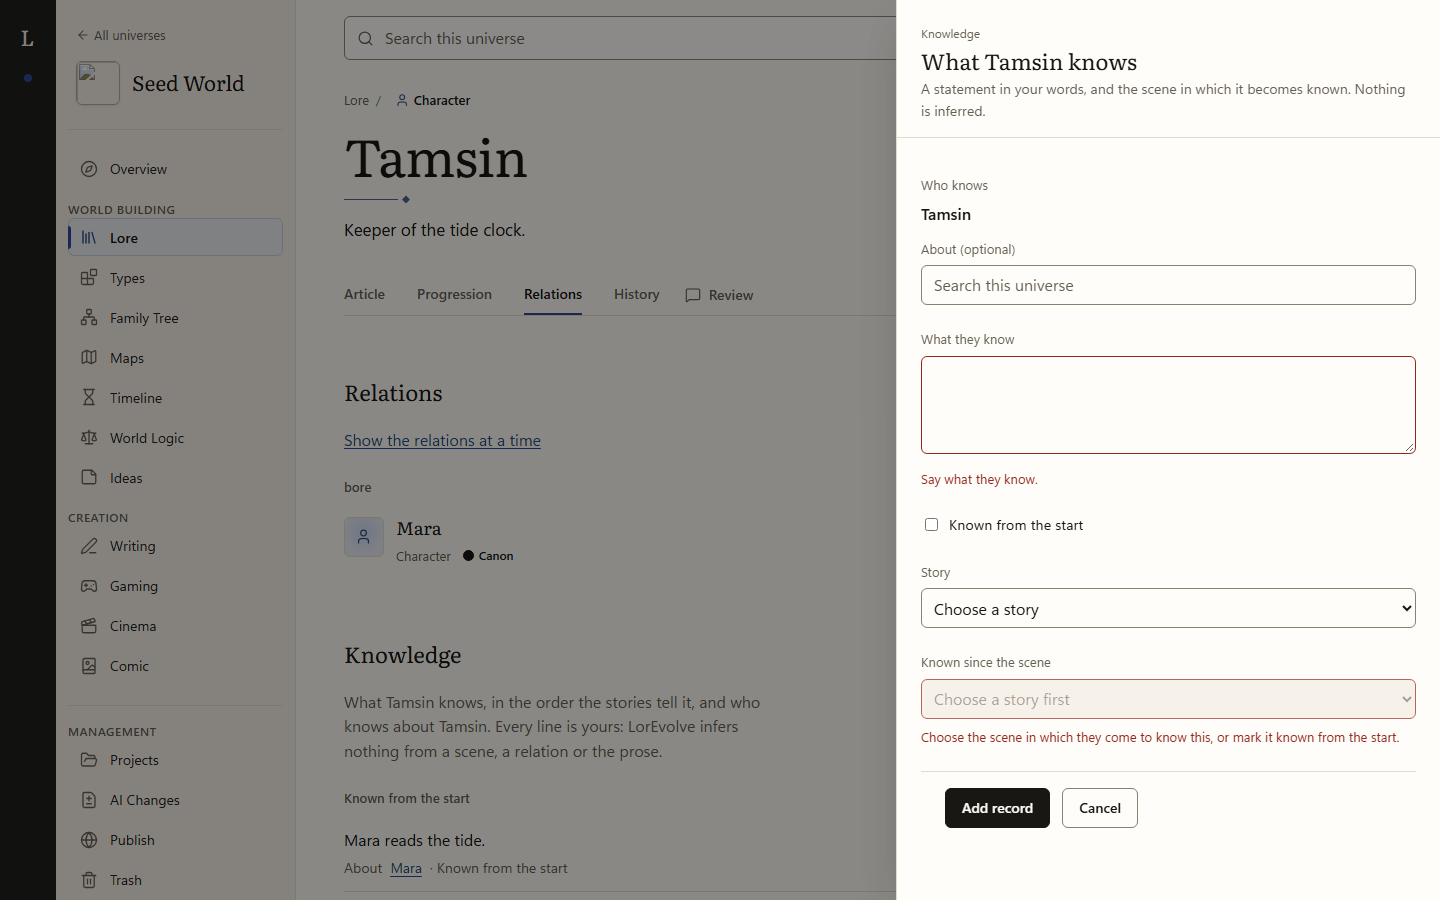 L
All universes
Seed World
Overview
WORLD BUILDING
Lore
Types
Family Tree
Maps
Timeline
World Logic
Ideas
CREATION
Writing
Gaming
Cinema
Comic
MANAGEMENT
Projects
AI Changes
Publish
Trash
Search this universe
Lore / Character
Tamsin
Keeper of the tide clock.
Article Progression Relations History Review
Relations
Show the relations at a time
bore
Mara
Character Canon
Knowledge
What Tamsin knows, in the order the stories tell it, and who
knows about Tamsin. Every line is yours: LorEvolve infers
nothing from a scene, a relation or the prose.
Known from the start
Mara reads the tide.
About Mara · Known from the start
Knowledge
What Tamsin knows
A statement in your words, and the scene in which it becomes known. Nothing
is inferred.
Who knows
Tamsin
About (optional)
Search this universe
What they know
Say what they know.
Known from the start
Story
Choose a story
Known since the scene
Choose a story first
Choose the scene in which they come to know this, or mark it known from the start.
Add record Cancel